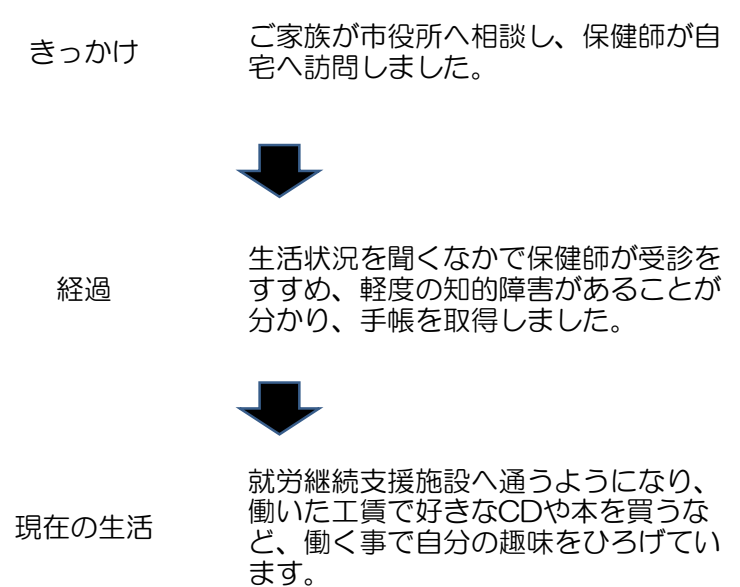 きっかけ
ご家族が市役所へ相談し、保健師が自
宅へ訪問しました。
経過
生活状況を聞くなかで保健師が受診を
すすめ、軽度の知的障害があることが
分かり、手帳を取得しました。
現在の生活
就労継続支援施設へ通うようになり、
働いた工賃で好きなCDや本を買うな
ど、働く事で自分の趣味をひろげてい
ます。